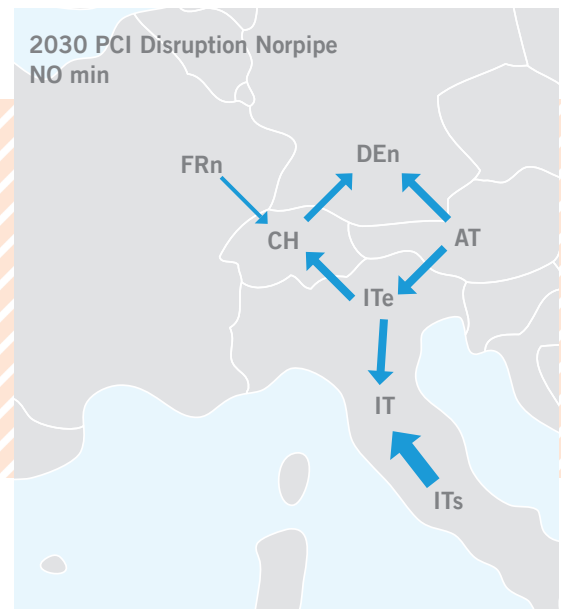 2030 PCI Disruption Norpipe
NO min
DEn
FRn
CH
AT
ITe
IT
ITs